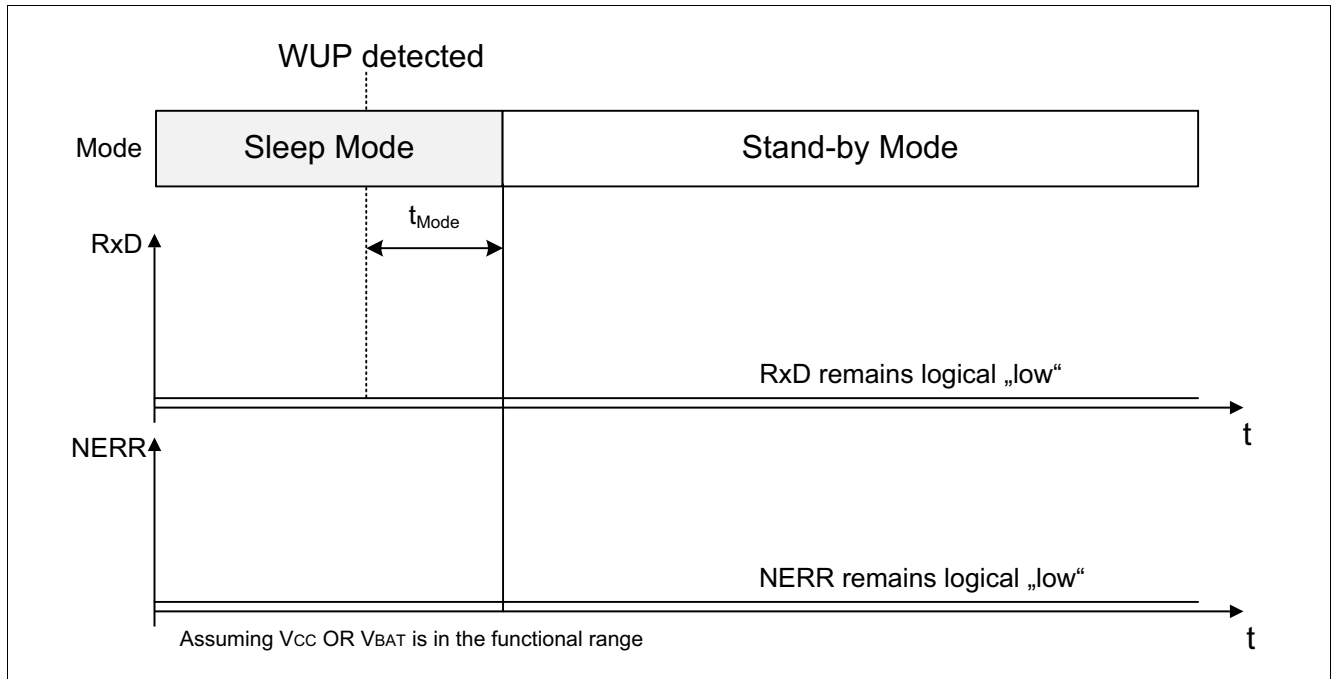 WUP detected
Mode
Sleep Mode
Stand-by Mode
tMode
RxD
RxD remains logical „low“
t
NERR
NERR remains logical „low“
t
Assuming VCC OR VBAT is in the functional range